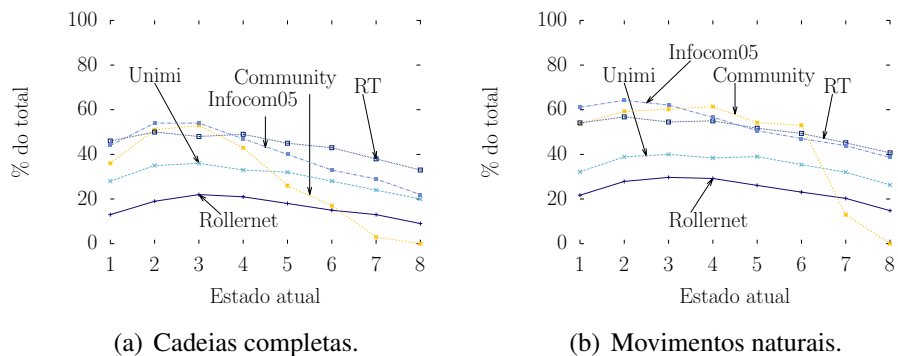 100
80
60
40
20
0
% do total
Unimi
Community
Infocom05
RT
Rollernet
1 2 3 4 5 6 7 8
Estado atual
(a) Cadeias completas.
100
80
60
40
20
0
% do total
Infocom05
Unimi
Community
RT
Rollernet
1 2 3 4 5 6 7 8
Estado atual
(b) Movimentos naturais.